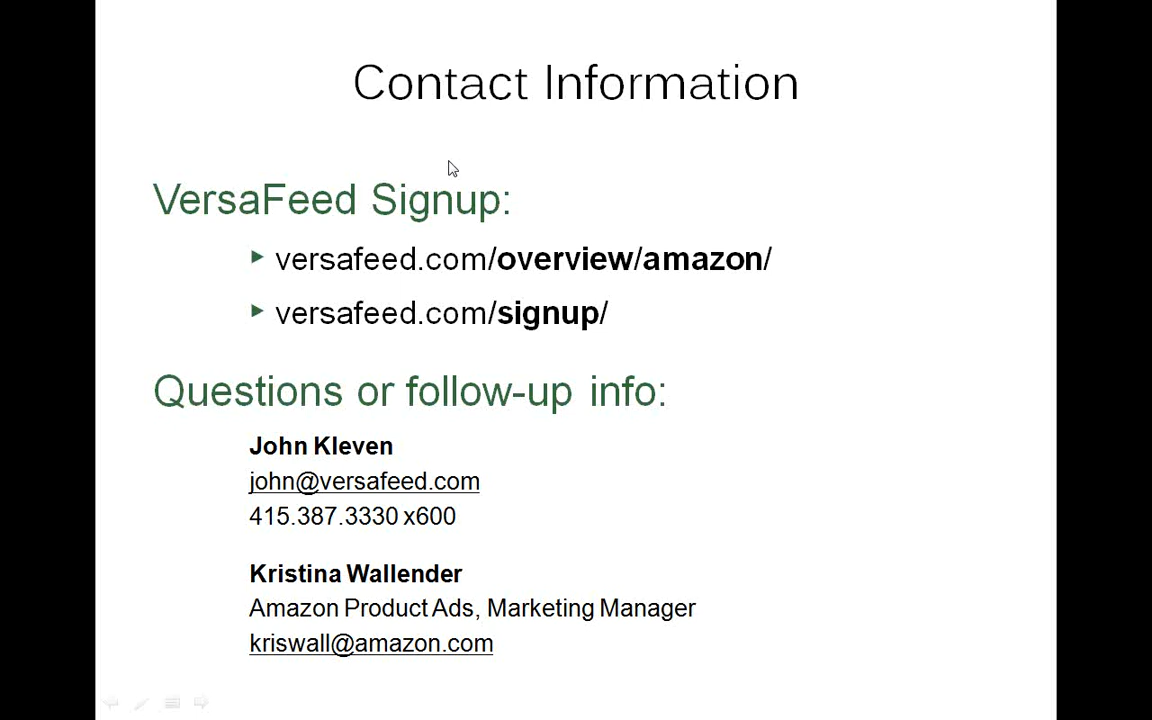 Contact Information
VersaFeed Signup:
versafeed.com/overview/amazon/
versafeed.com/signup/
Questions or follow-up info:
John Kleven
john@versafeed.com
415.387.3330 x600
Kristina Wallender
Amazon Product Ads, Marketing Manager
kriswall@amazon.com